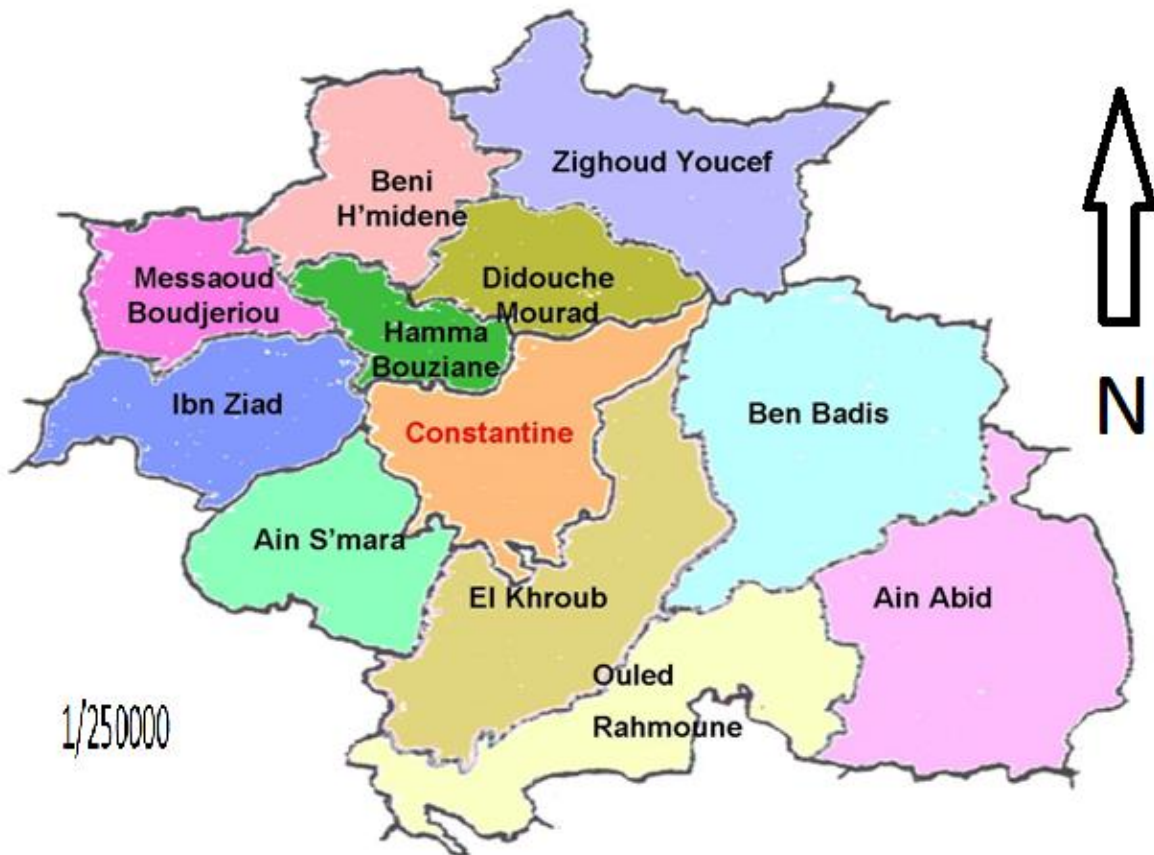 Zighoud Youcef
Beni
H'midene
Messaoud
Boudjeriou
Didouche
Mourad
Hamma
Bouziane
Ibn Ziad
Constantine
Ben Badis
N
Ain S'mara
El Khroub
Ain Abid
Ouled
Rahmoune
1/250000